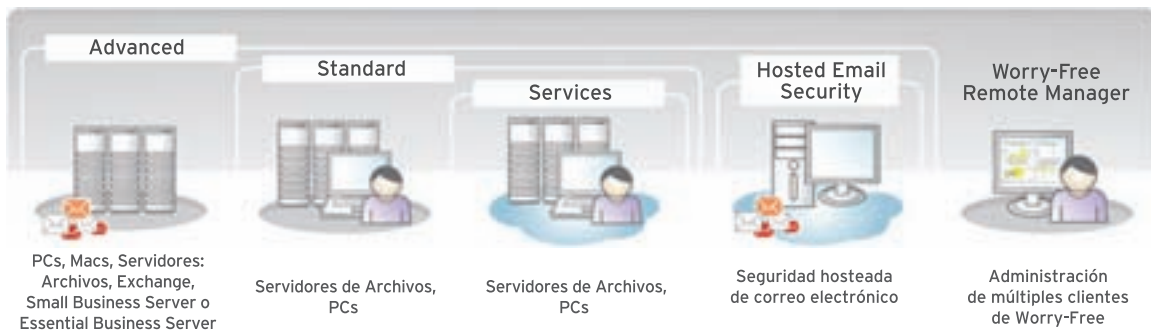 Advanced
Standard
Services
Hosted Email
Security
Worry-Free
Remote Manager
PCs, Macs, Servidores:
Archivos, Exchange,
Small Business Server o
Essential Business Server
Servidores de Archivos,
PCs
Servidores de Archivos,
PCs
Seguridad hosteada
de correo electrónico
Administración
de múltiples clientes
de Worry-Free